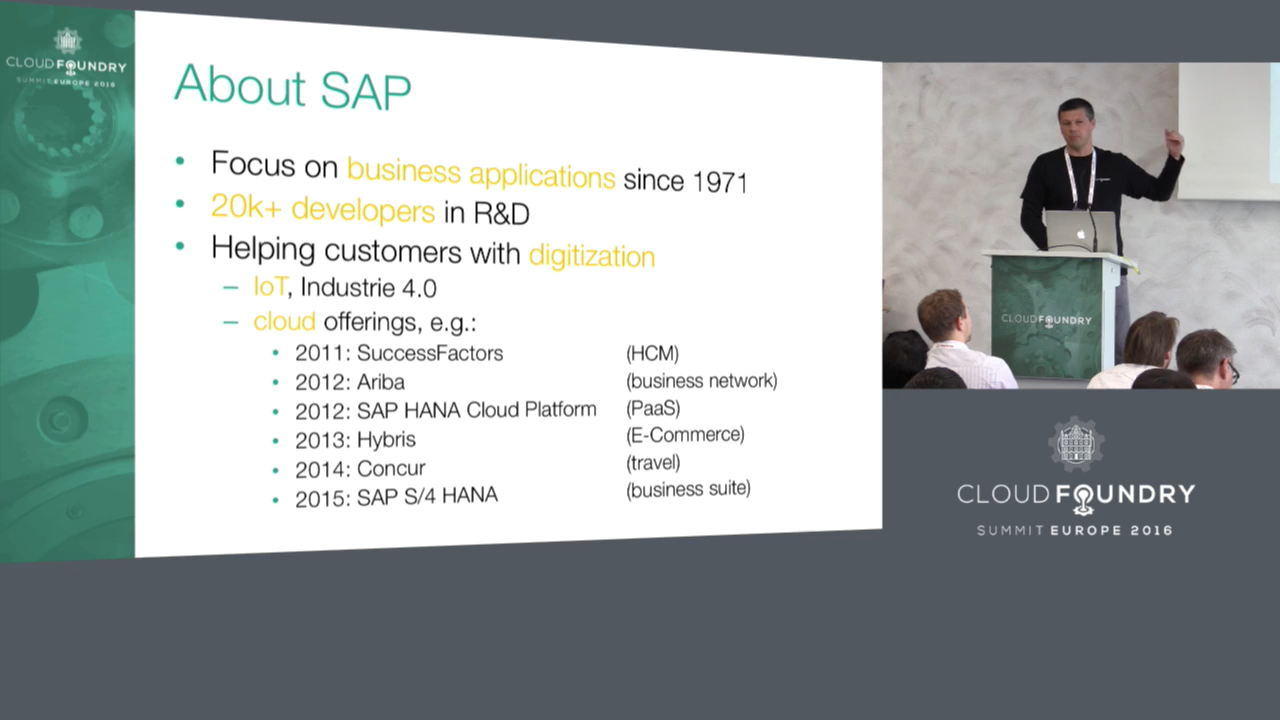 CLOUD FOUNDRY
SUMMIT EUROPE 2016
About SAP
• Focus on business applications since 1971
• 20k+ developers in R&D
• Helping customers with digitization
– IoT, Industrie 4.0
– cloud offerings, e.g.:
• 2011: SuccessFactors (HCM)
• 2012: Ariba (business network)
• 2012: SAP HANA Cloud Platform (PaaS)
• 2013: Hybris (E-Commerce)
• 2014: Concur (travel)
• 2015: SAP S/4 HANA (business suite)
CLOUD FOUNDRY
CLOUD FOUNDRY
SUMMIT EUROPE 2016